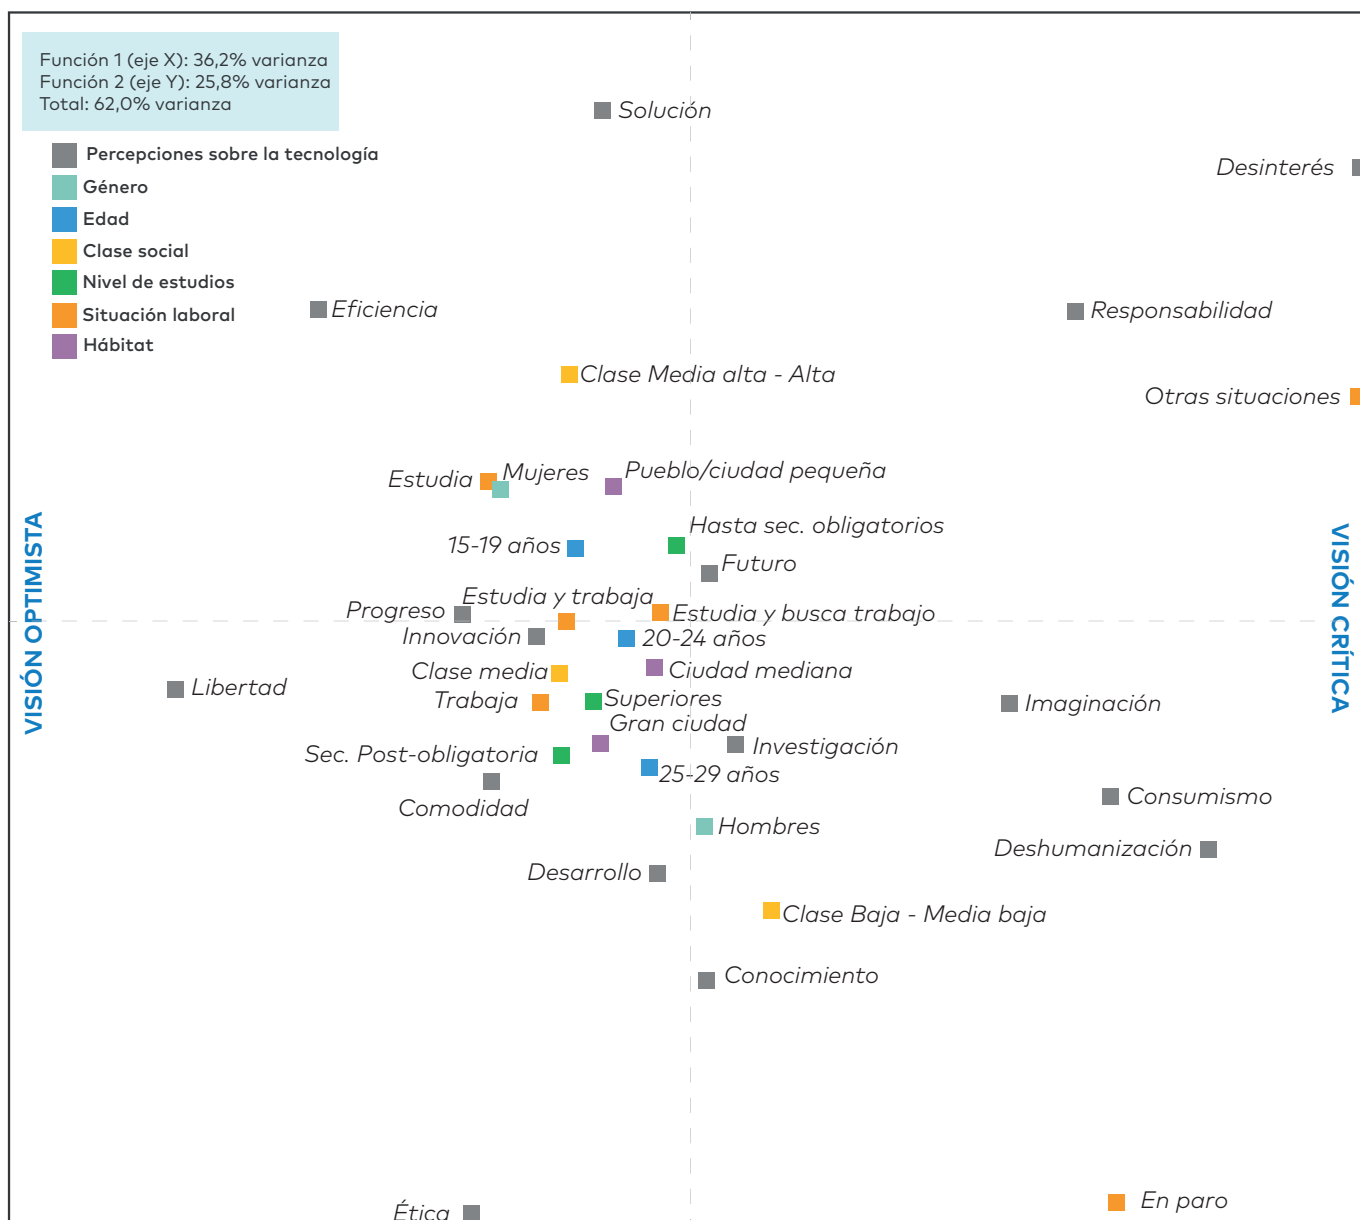 Función 1 (eje X): 36,2% varianza
Función 2 (eje Y): 25,8% varianza
Total: 62,0% varianza
Percepciones sobre la tecnología
Género
Edad
Clase social
Nivel de estudios
Situación laboral
Hábitat
Solución
Desinterés
Eficiencia
Responsabilidad
Clase Media alta - Alta
Otras situaciones
Estudia
Mujeres
Pueblo/ciudad pequeña
Hasta sec. obligatorios
15-19 años
Futuro
Estudia y trabaja
Progreso
Estudia y busca trabajo
Innovación
20-24 años
VISIÓN OPTIMISTA
VISIÓN CRÍTICA
Clase media
Ciudad mediana
Libertad
Trabaja
Superiores
Imaginación
Gran ciudad
Sec. Post-obligatoria
Investigación
25-29 años
Comodidad
Consumismo
Hombres
Deshumanización
Desarrollo
Clase Baja - Media baja
Conocimiento
En paro
Ética